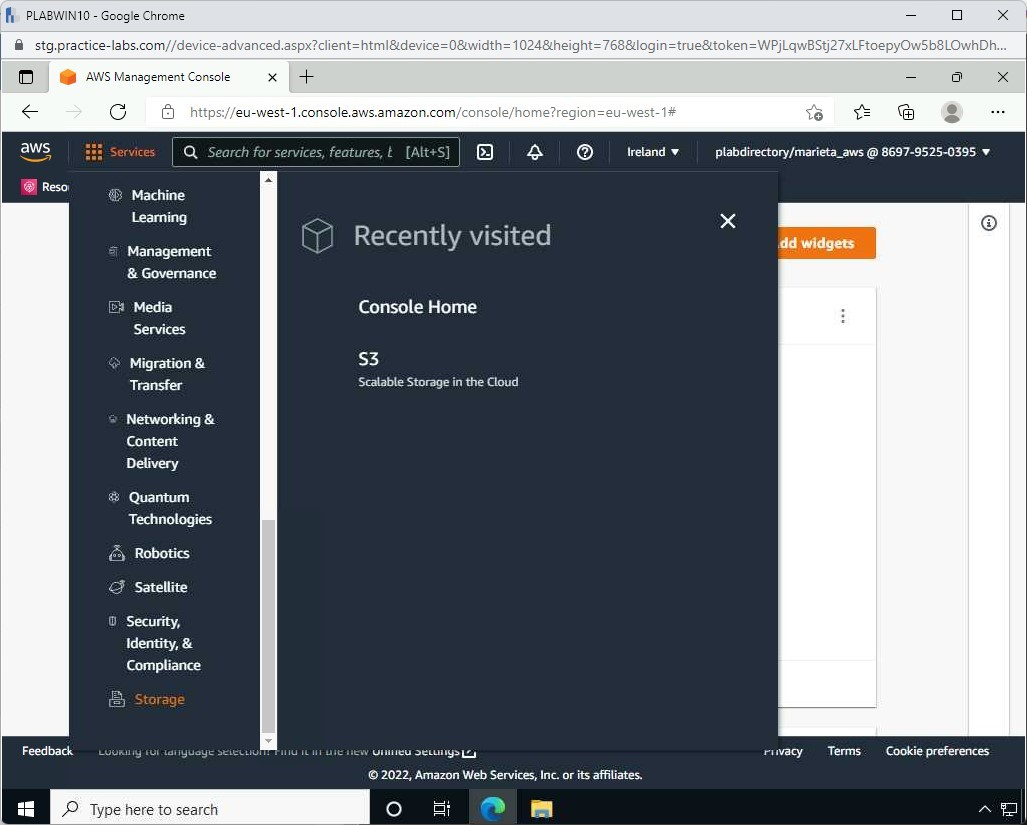 PLABWIN10 - Google Chrome
stg.practice-labs.com//device-advanced.aspx?client=html&device=0&width=1024&height=768&login=true&token=WPjLqwBStj27xLFtoepyOw5b8LOwhDh...
AWS Management Console
https://eu-west-1.console.aws.amazon.com/console/home?region=eu-west-1#
aws
Services
Search for services, features, b [Alt+S]
Ireland
plabdirectory/marieta_aws @ 8697-9525-0395
Reso
Machine
Learning
Management
& Governance
Media
Services
Migration &
Transfer
Networking &
Content
Delivery
Quantum
Technologies
Robotics
Satellite
Security,
Identity, &
Compliance
Storage
Recently visited
Console Home
S3
Scalable Storage in the Cloud
dd widgets
Feedback
Looking for language selection? Find it in the new Unified Settings
Privacy
Terms
Cookie preferences
© 2022, Amazon Web Services, Inc. or its affiliates.
Type here to search